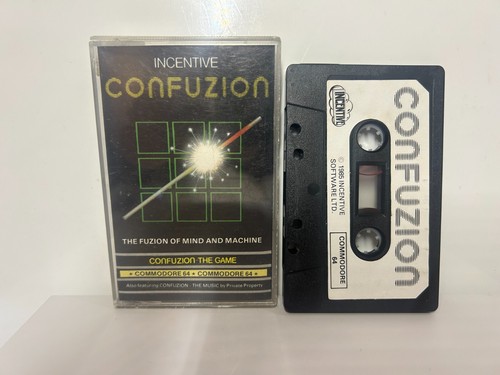 INCENTIVE
CONFUZION
THE FUZION OF MIND AND MACHINE
CONFUZION·THE GAME
• COMMODORE 64 • COMMODORE 64 •
Also featuring CONFUZION · THE MUSIC by Private Property
INCENTIVE
© 1985 INCENTIVE
SOFTWARE LTD.
CONFUZION
COMMODORE
64